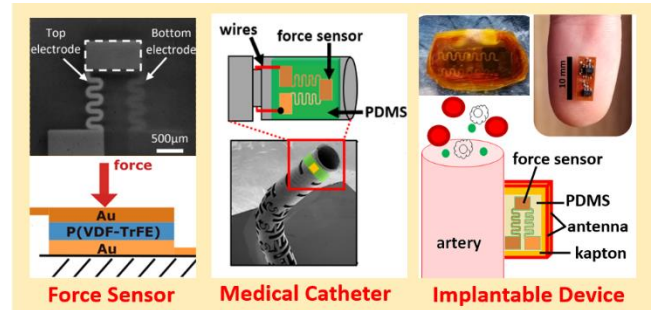 Top
electrode
Bottom
electrode
500µm
force
Au
P(VDF-TrFE)
Au
Force Sensor
wires
force sensor
PDMS
Medical Catheter
10 mm
force sensor
PDMS
antenna
kapton
artery
Implantable Device